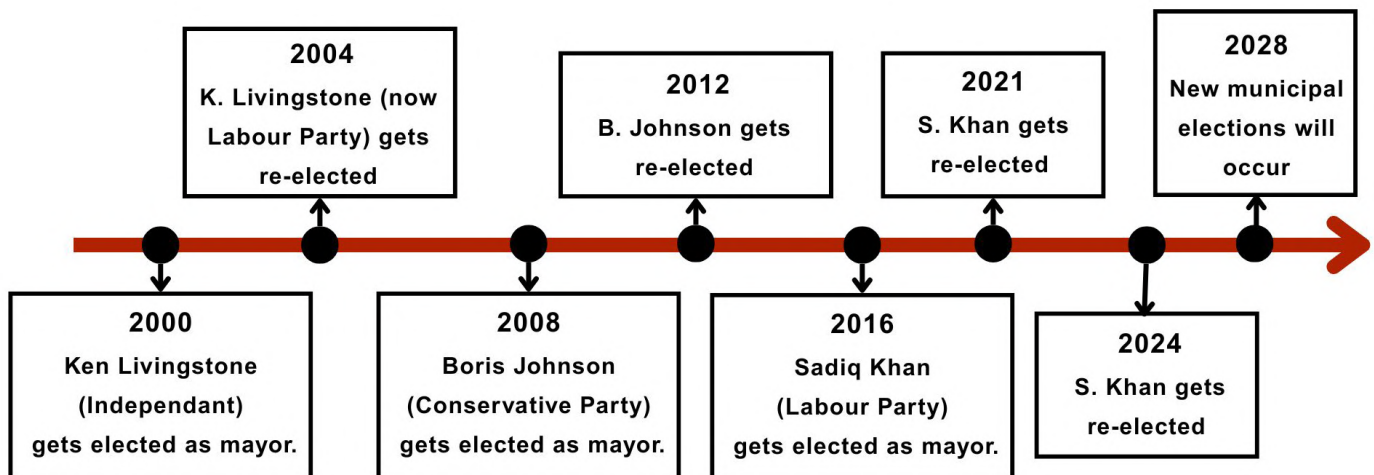 2004
K. Livingstone (now
Labour Party) gets
re-elected
2012
B. Johnson gets
re-elected
2021
S. Khan gets
re-elected
2028
New municipal
elections will
occur
2000
Ken Livingstone
(Independant)
gets elected as mayor.
2008
Boris Johnson
(Conservative Party)
gets elected as mayor.
2016
Sadiq Khan
(Labour Party)
gets elected as mayor.
2024
S. Khan gets
re-elected